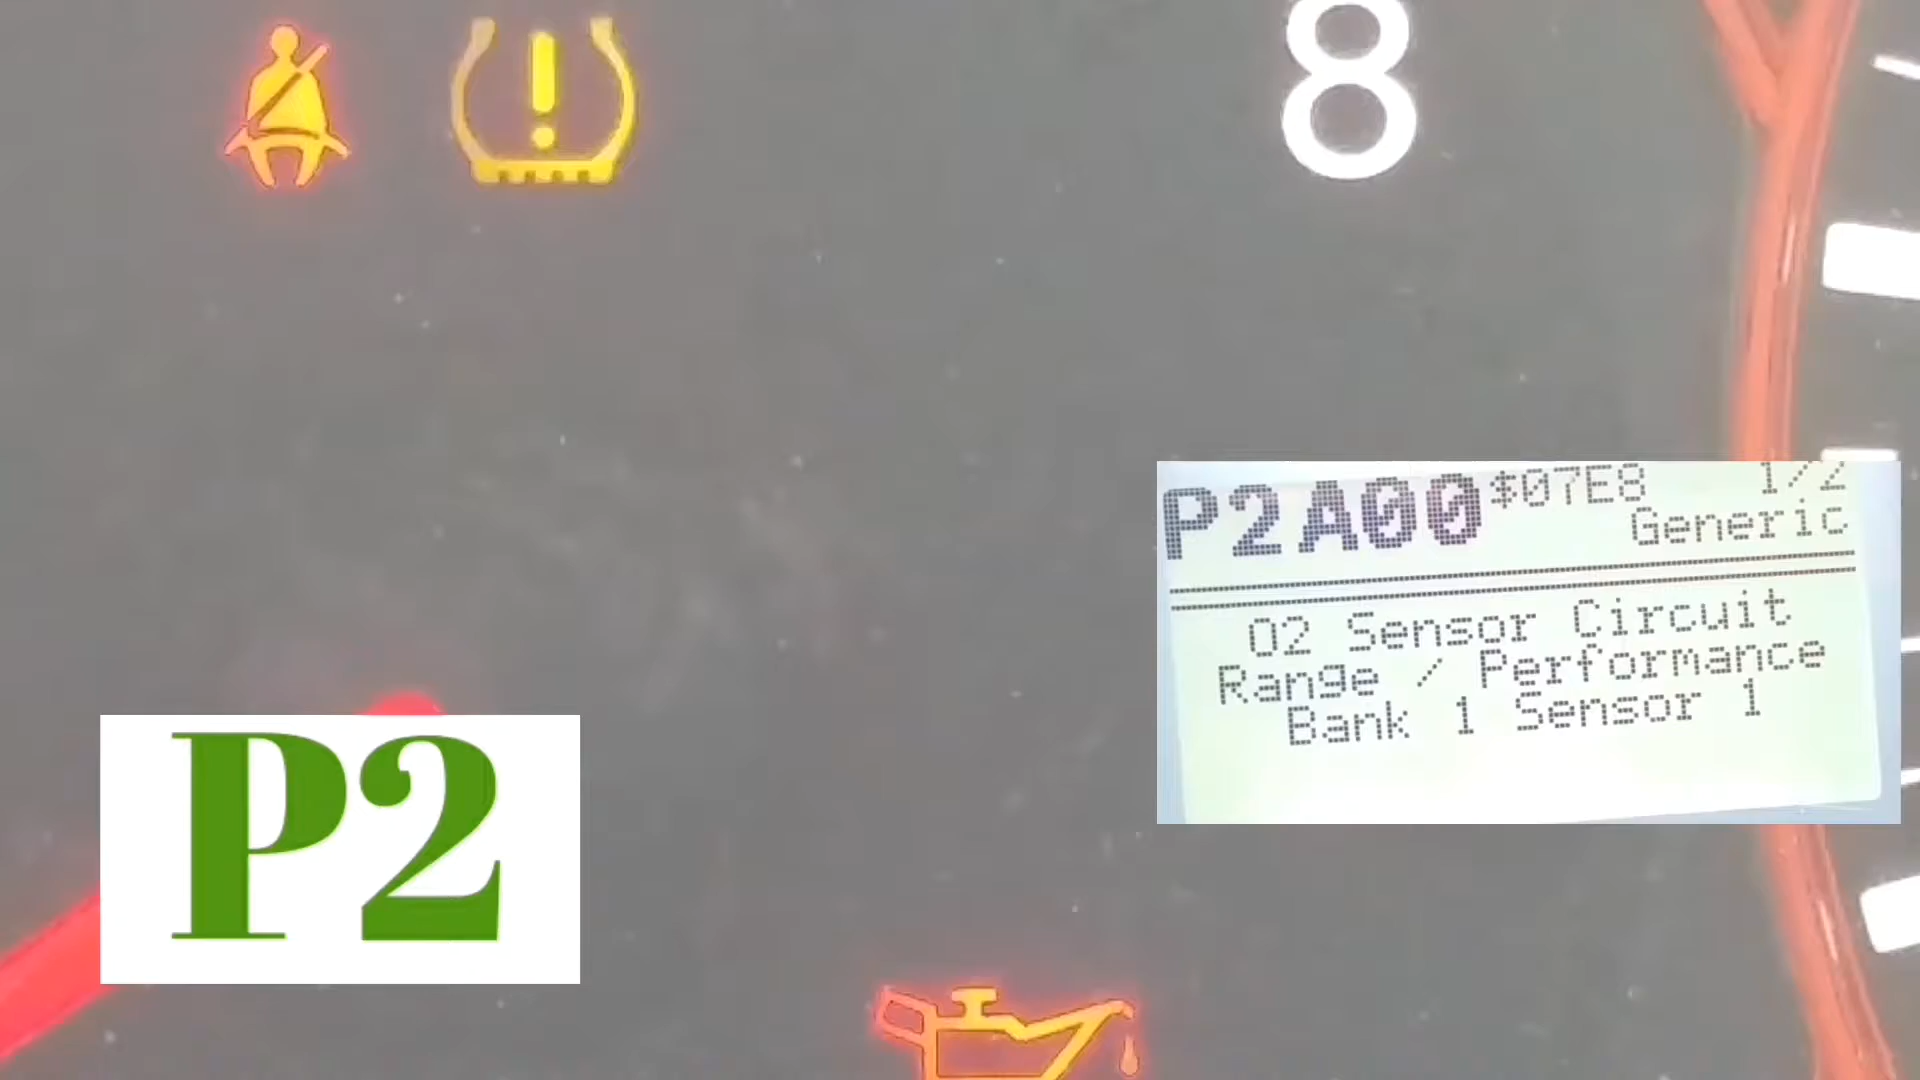 8
P2A00 $07E8 1/2
Generic
O2 Sensor Circuit
Range / Performance
Bank 1 Sensor 1
P2